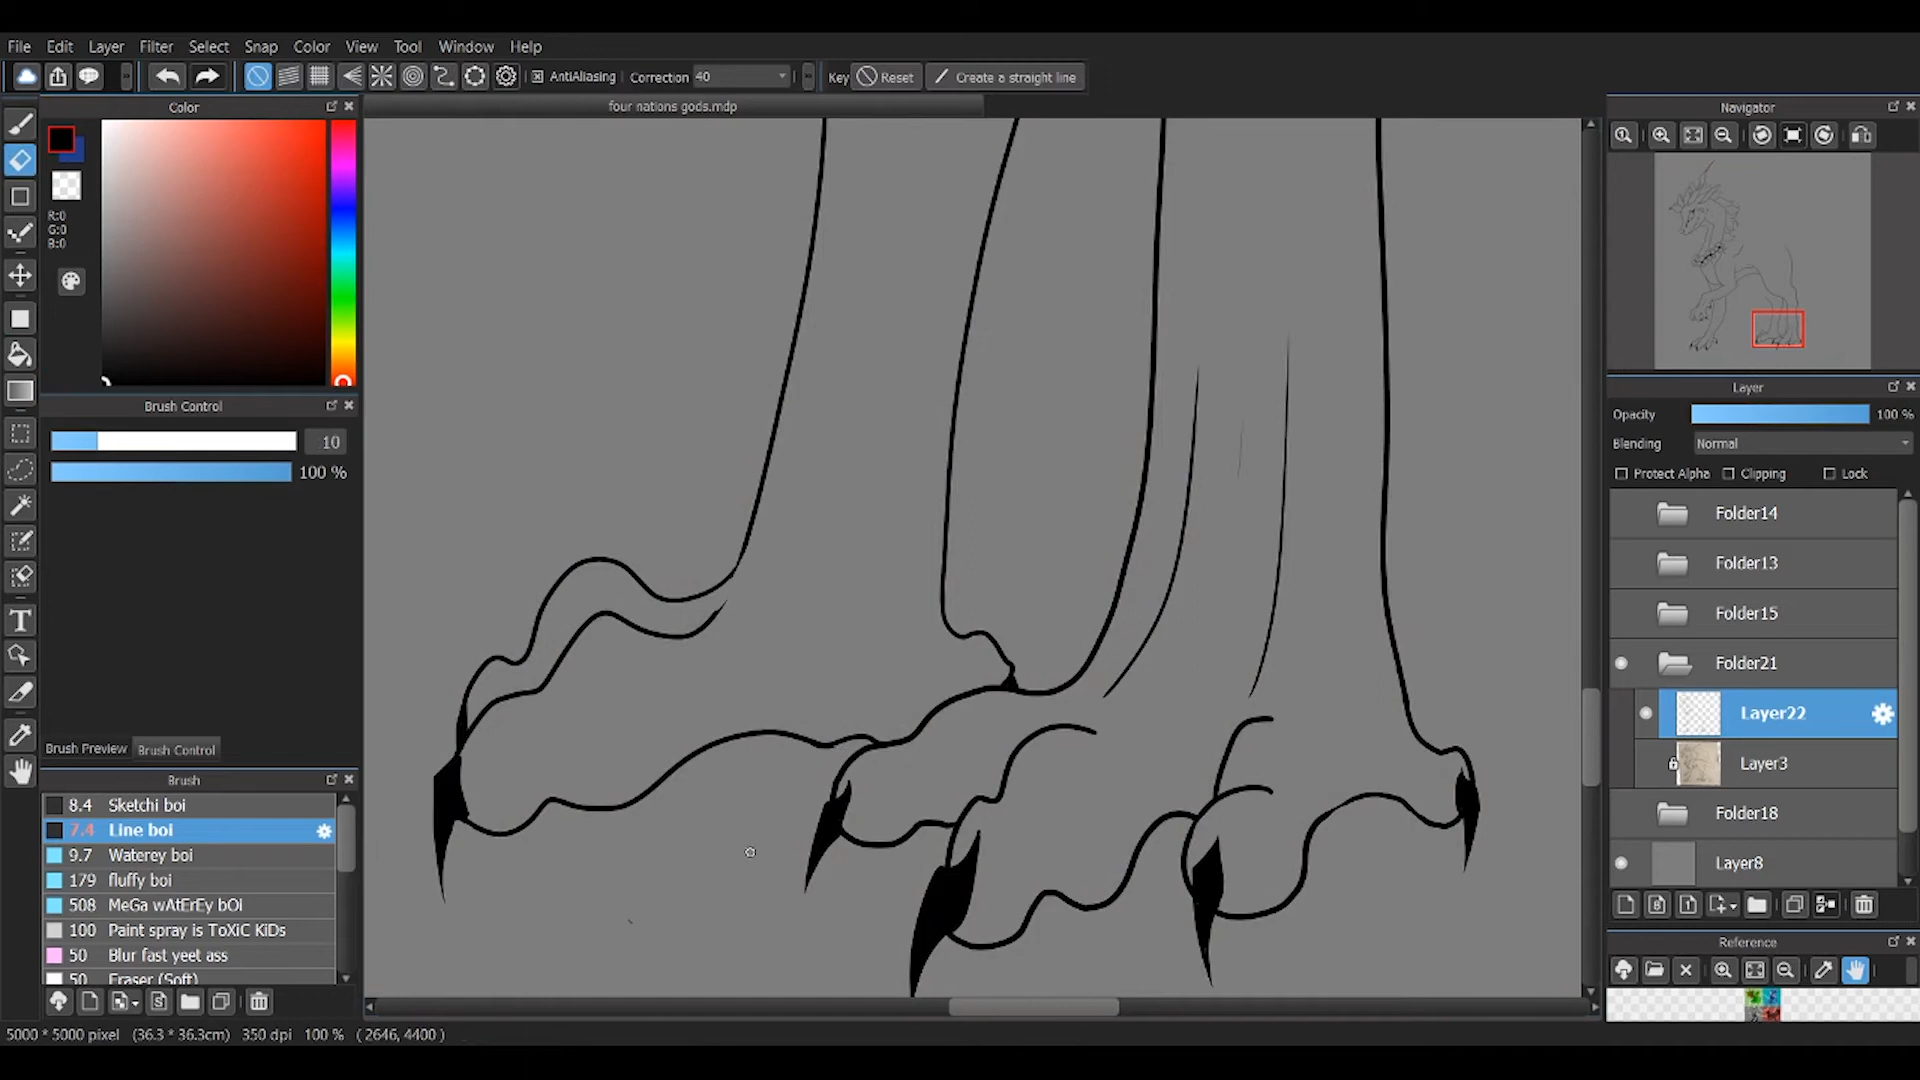 File Edit Layer Filter Select Snap Color View Tool Window Help
AntiAliasing Correction 40 Key Reset Create a straight line
Color
four nations gods.mdp
Navigator
R:0
G:0
B:0
Brush Control
10
100 %
Brush Preview Brush Control
Brush
8.4 Sketchi boi
7.4 Line boi
9.7 Waterey boi
179 fluffy boi
508 MeGa wAtErEy bOi
100 Paint spray is ToXiC KiDs
50 Blur fast yeet ass
50 Eraser (Soft)
Layer
Opacity 100 %
Blending Normal
Protect Alpha Clipping Lock
Folder14
Folder13
Folder15
Folder21
Layer22
Layer3
Folder18
Layer8
Reference
5000 * 5000 pixel (36.3 * 36.3cm) 350 dpi 100 % ( 2646, 4400 )